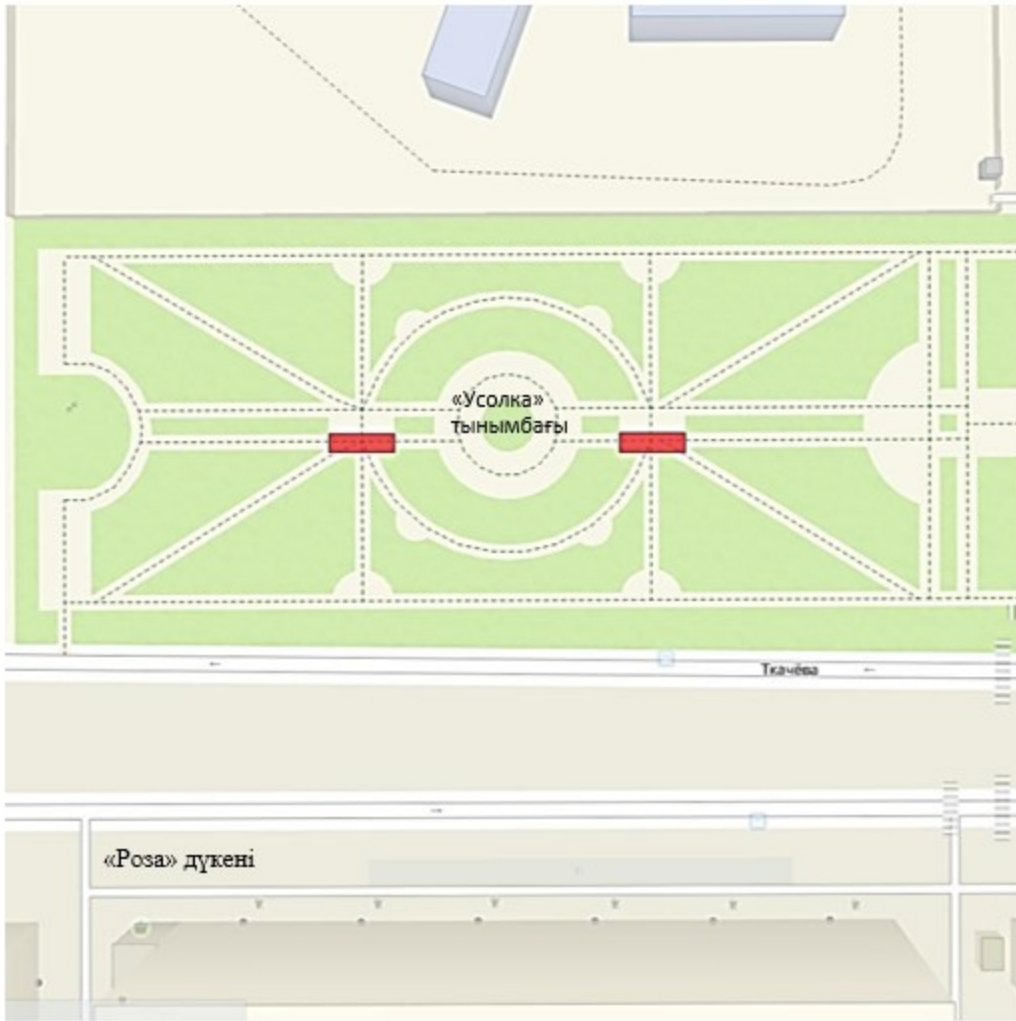 «Усолка»
тынымбағы
Ткачёва
«Роза» дүкені